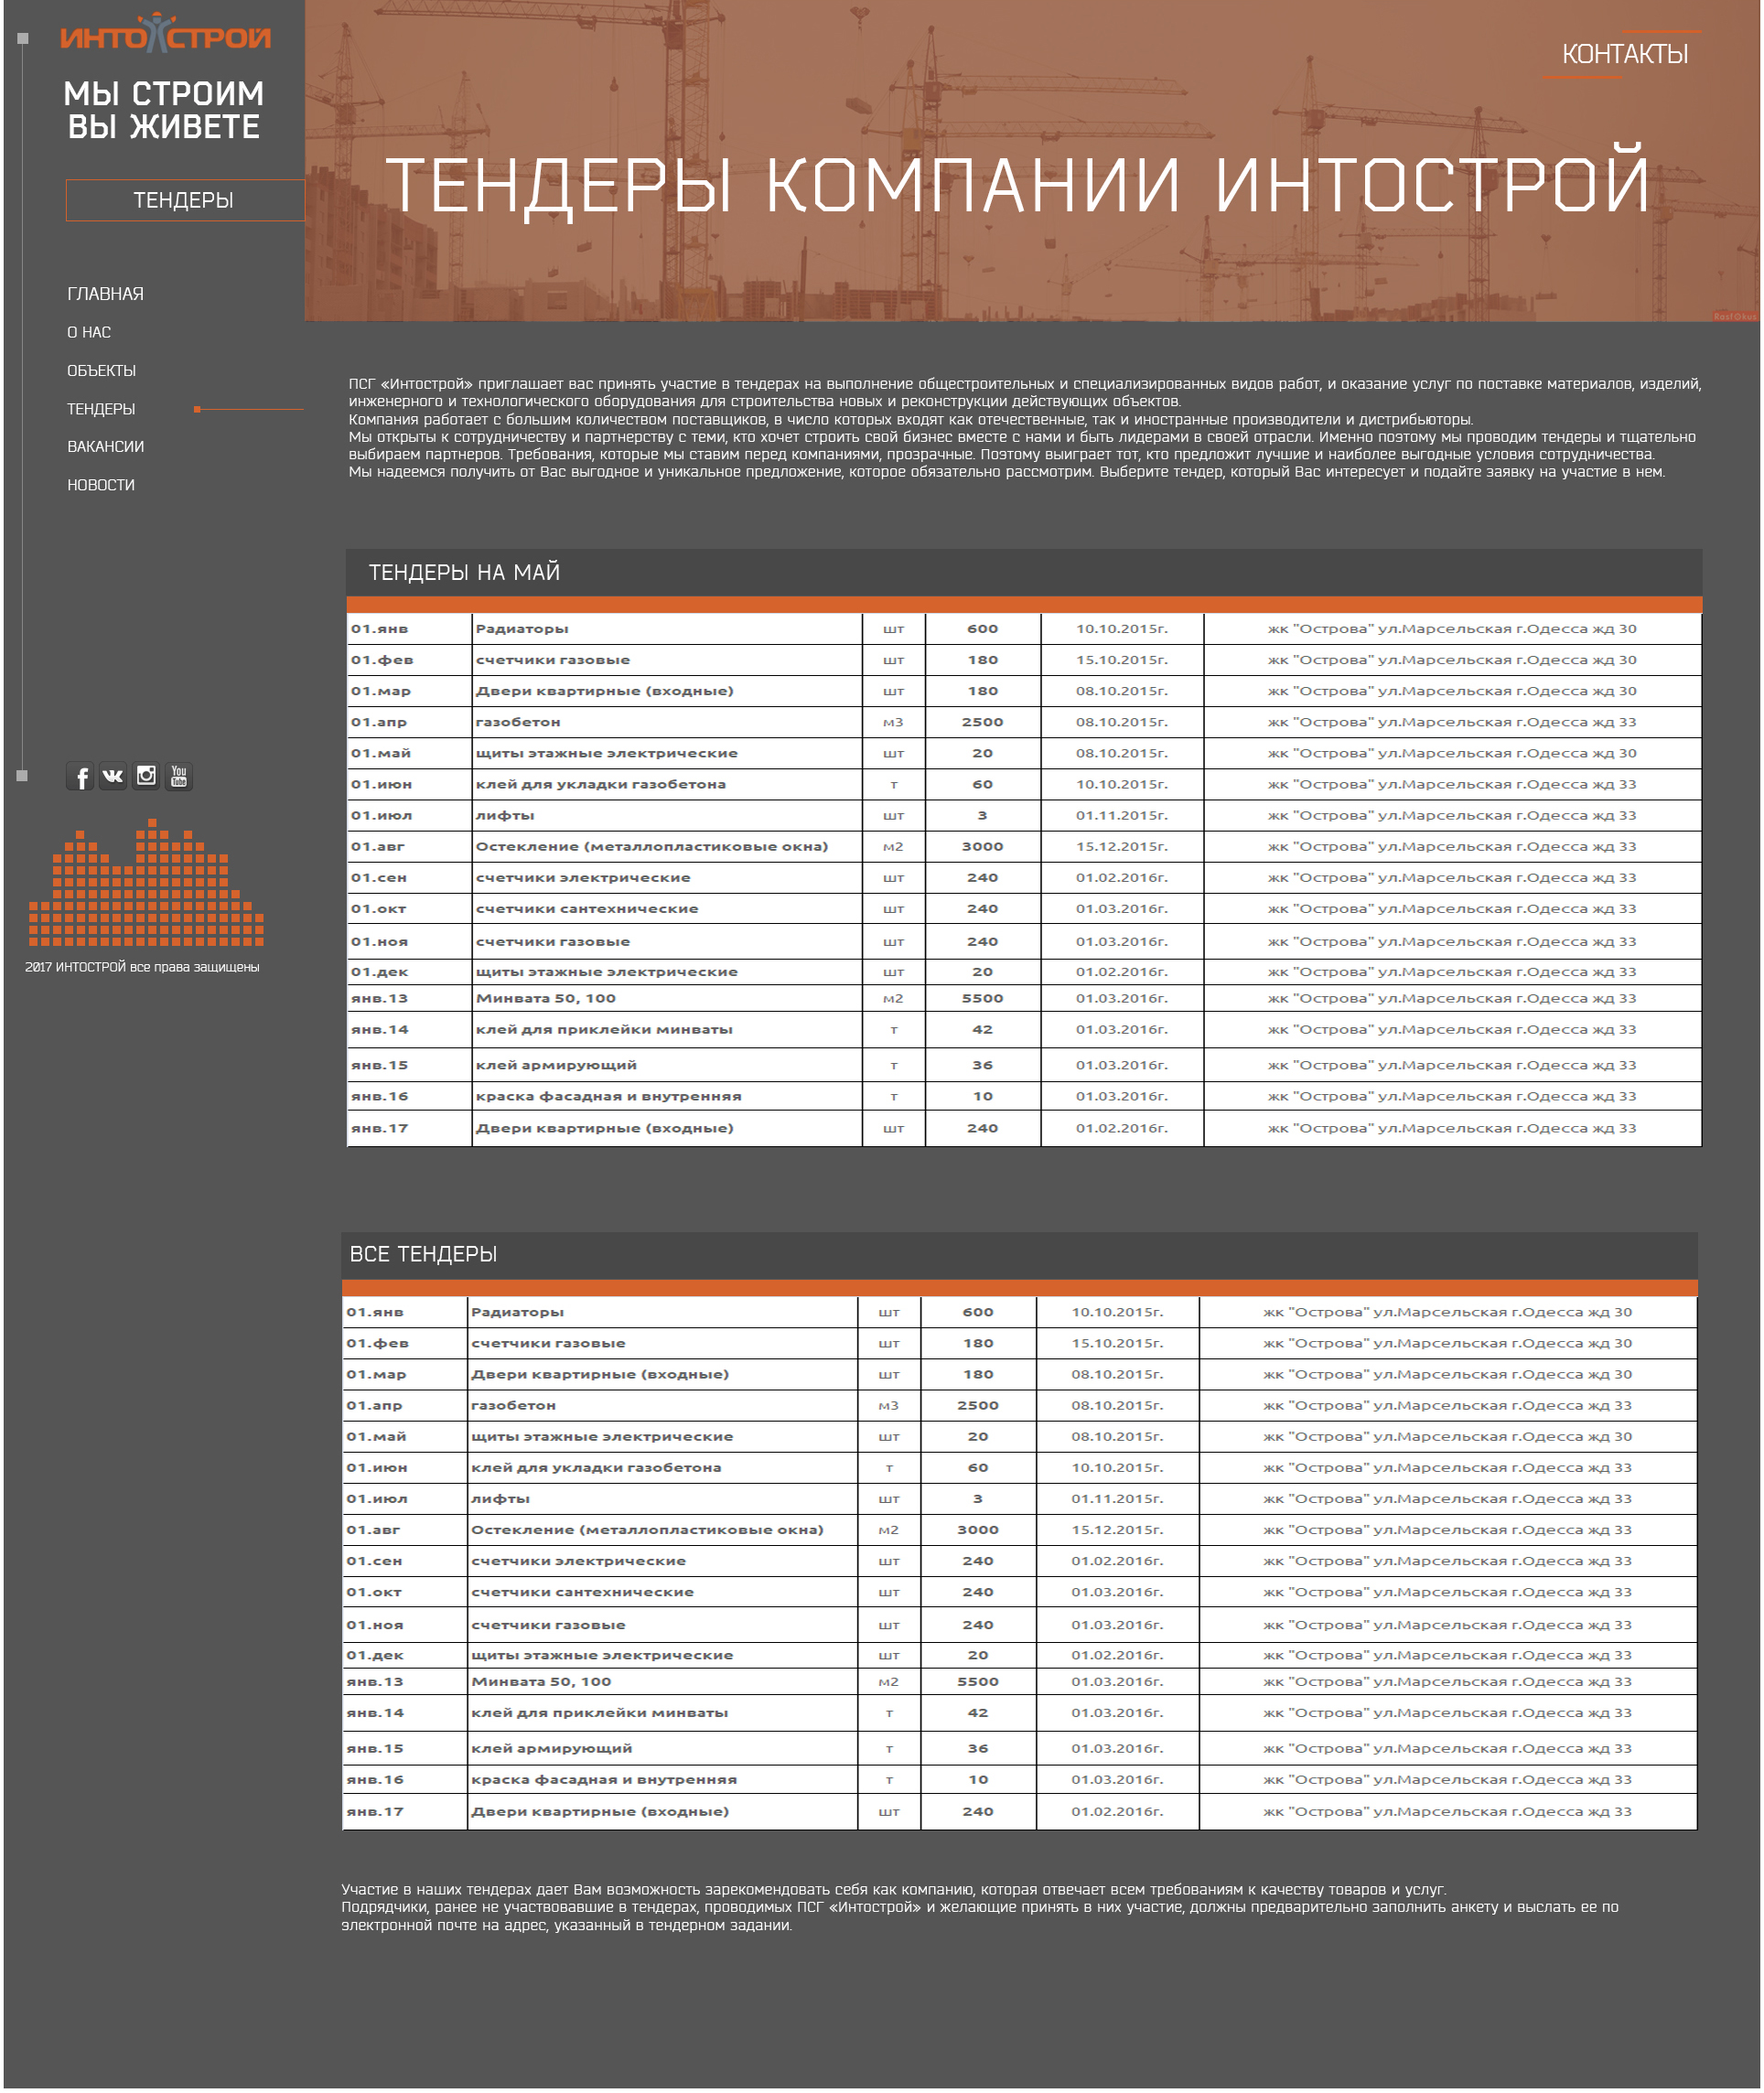 ИНТОСТРОЙ
МЫ СТРОИМ
ВЫ ЖИВЕТЕ
ТЕНДЕРЫ
ГЛАВНАЯ
О НАС
ОБЪЕКТЫ
ТЕНДЕРЫ
ВАКАНСИИ
НОВОСТИ
You
Tube
2017 ИНТОСТРОЙ все права защищены
КОНТАКТЫ
ТЕНДЕРЫ КОМПАНИИ ИНТОСТРОЙ
RostOkus
ПСГ «Интострой» приглашает вас принять участие в тендерах на выполнение общестроительных и специализированных видов работ, и оказание услуг по поставке материалов, изделий,
инженерного и технологического оборудования для строительства новых и реконструкции действующих объектов.
Компания работает с большим количеством поставщиков, в число которых входят как отечественные, так и иностранные производители и дистрибьюторы.
Мы открыты к сотрудничеству и партнерству с теми, кто хочет строить свой бизнес вместе с нами и быть лидерами в своей отрасли. Именно поэтому мы проводим тендеры и тщательно
выбираем партнеров. Требования, которые мы ставим перед компаниями, прозрачные. Поэтому выиграет тот, кто предложит лучшие и наиболее выгодные условия сотрудничества.
Мы надеемся получить от Вас выгодное и уникальное предложение, которое обязательно рассмотрим. Выберите тендер, который Вас интересует и подайте заявку на участие в нем.
ТЕНДЕРЫ НА МАЙ
01.янв Радиаторы шт 600 10.10.2015г. жк "Острова" ул.Марсельская г.Одесса жд 30
01.фев счетчики газовые шт 180 15.10.2015г. жк "Острова" ул.Марсельская г.Одесса жд 30
01.мар Двери квартирные (входные) шт 180 08.10.2015г. жк "Острова" ул.Марсельская г.Одесса жд 30
01.апр газобетон м3 2500 08.10.2015г. жк "Острова" ул.Марсельская г.Одесса жд 33
01.май щиты этажные электрические шт 20 08.10.2015г. жк "Острова" ул.Марсельская г.Одесса жд 30
01.июн клей для укладки газобетона т 60 10.10.2015г. жк "Острова" ул.Марсельская г.Одесса жд 33
01.июл лифты шт 3 01.11.2015г. жк "Острова" ул.Марсельская г.Одесса жд 33
01.авг Остекление (металлопластиковые окна) м2 3000 15.12.2015г. жк "Острова" ул.Марсельская г.Одесса жд 33
01.сен счетчики электрические шт 240 01.02.2016г. жк "Острова" ул.Марсельская г.Одесса жд 33
01.окт счетчики сантехнические шт 240 01.03.2016г. жк "Острова" ул.Марсельская г.Одесса жд 33
01.ноя счетчики газовые шт 240 01.03.2016г. жк "Острова" ул.Марсельская г.Одесса жд 33
01.дек щиты этажные электрические шт 20 01.02.2016г. жк "Острова" ул.Марсельская г.Одесса жд 33
янв.13 Минвата 50, 100 м2 5500 01.03.2016г. жк "Острова" ул.Марсельская г.Одесса жд 33
янв.14 клей для приклейки минваты т 42 01.03.2016г. жк "Острова" ул.Марсельская г.Одесса жд 33
янв.15 клей армирующий т 36 01.03.2016г. жк "Острова" ул.Марсельская г.Одесса жд 33
янв.16 краска фасадная и внутренняя т 10 01.03.2016г. жк "Острова" ул.Марсельская г.Одесса жд 33
янв.17 Двери квартирные (входные) шт 240 01.02.2016г. жк "Острова" ул.Марсельская г.Одесса жд 33
ВСЕ ТЕНДЕРЫ
01.янв Радиаторы шт 600 10.10.2015г. жк "Острова" ул.Марсельская г.Одесса жд 30
01.фев счетчики газовые шт 180 15.10.2015г. жк "Острова" ул.Марсельская г.Одесса жд 30
01.мар Двери квартирные (входные) шт 180 08.10.2015г. жк "Острова" ул.Марсельская г.Одесса жд 30
01.апр газобетон м3 2500 08.10.2015г. жк "Острова" ул.Марсельская г.Одесса жд 33
01.май щиты этажные электрические шт 20 08.10.2015г. жк "Острова" ул.Марсельская г.Одесса жд 30
01.июн клей для укладки газобетона т 60 10.10.2015г. жк "Острова" ул.Марсельская г.Одесса жд 33
01.июл лифты шт 3 01.11.2015г. жк "Острова" ул.Марсельская г.Одесса жд 33
01.авг Остекление (металлопластиковые окна) м2 3000 15.12.2015г. жк "Острова" ул.Марсельская г.Одесса жд 33
01.сен счетчики электрические шт 240 01.02.2016г. жк "Острова" ул.Марсельская г.Одесса жд 33
01.окт счетчики сантехнические шт 240 01.03.2016г. жк "Острова" ул.Марсельская г.Одесса жд 33
01.ноя счетчики газовые шт 240 01.03.2016г. жк "Острова" ул.Марсельская г.Одесса жд 33
01.дек щиты этажные электрические шт 20 01.02.2016г. жк "Острова" ул.Марсельская г.Одесса жд 33
янв.13 Минвата 50, 100 м2 5500 01.03.2016г. жк "Острова" ул.Марсельская г.Одесса жд 33
янв.14 клей для приклейки минваты т 42 01.03.2016г. жк "Острова" ул.Марсельская г.Одесса жд 33
янв.15 клей армирующий т 36 01.03.2016г. жк "Острова" ул.Марсельская г.Одесса жд 33
янв.16 краска фасадная и внутренняя т 10 01.03.2016г. жк "Острова" ул.Марсельская г.Одесса жд 33
янв.17 Двери квартирные (входные) шт 240 01.02.2016г. жк "Острова" ул.Марсельская г.Одесса жд 33
Участие в наших тендерах дает Вам возможность зарекомендовать себя как компанию, которая отвечает всем требованиям к качеству товаров и услуг.
Подрядчики, ранее не участвовавшие в тендерах, проводимых ПСГ «Интострой» и желающие принять в них участие, должны предварительно заполнить анкету и выслать ее по
электронной почте на адрес, указанный в тендерном задании.